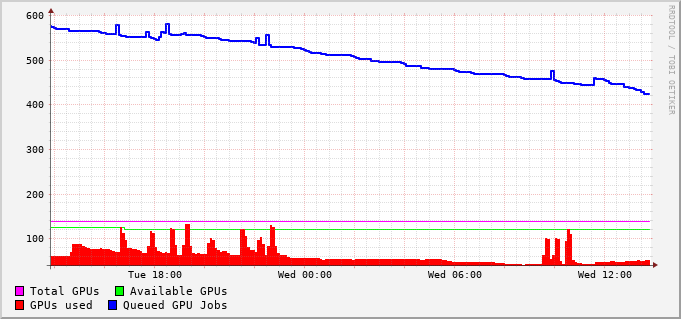 600
500
400
300
200
100
Tue 18:00 Wed 00:00 Wed 06:00 Wed 12:00
Total GPUs Available GPUs
GPUs used Queued GPU Jobs
RRDTOOL / TOBI OETIKER